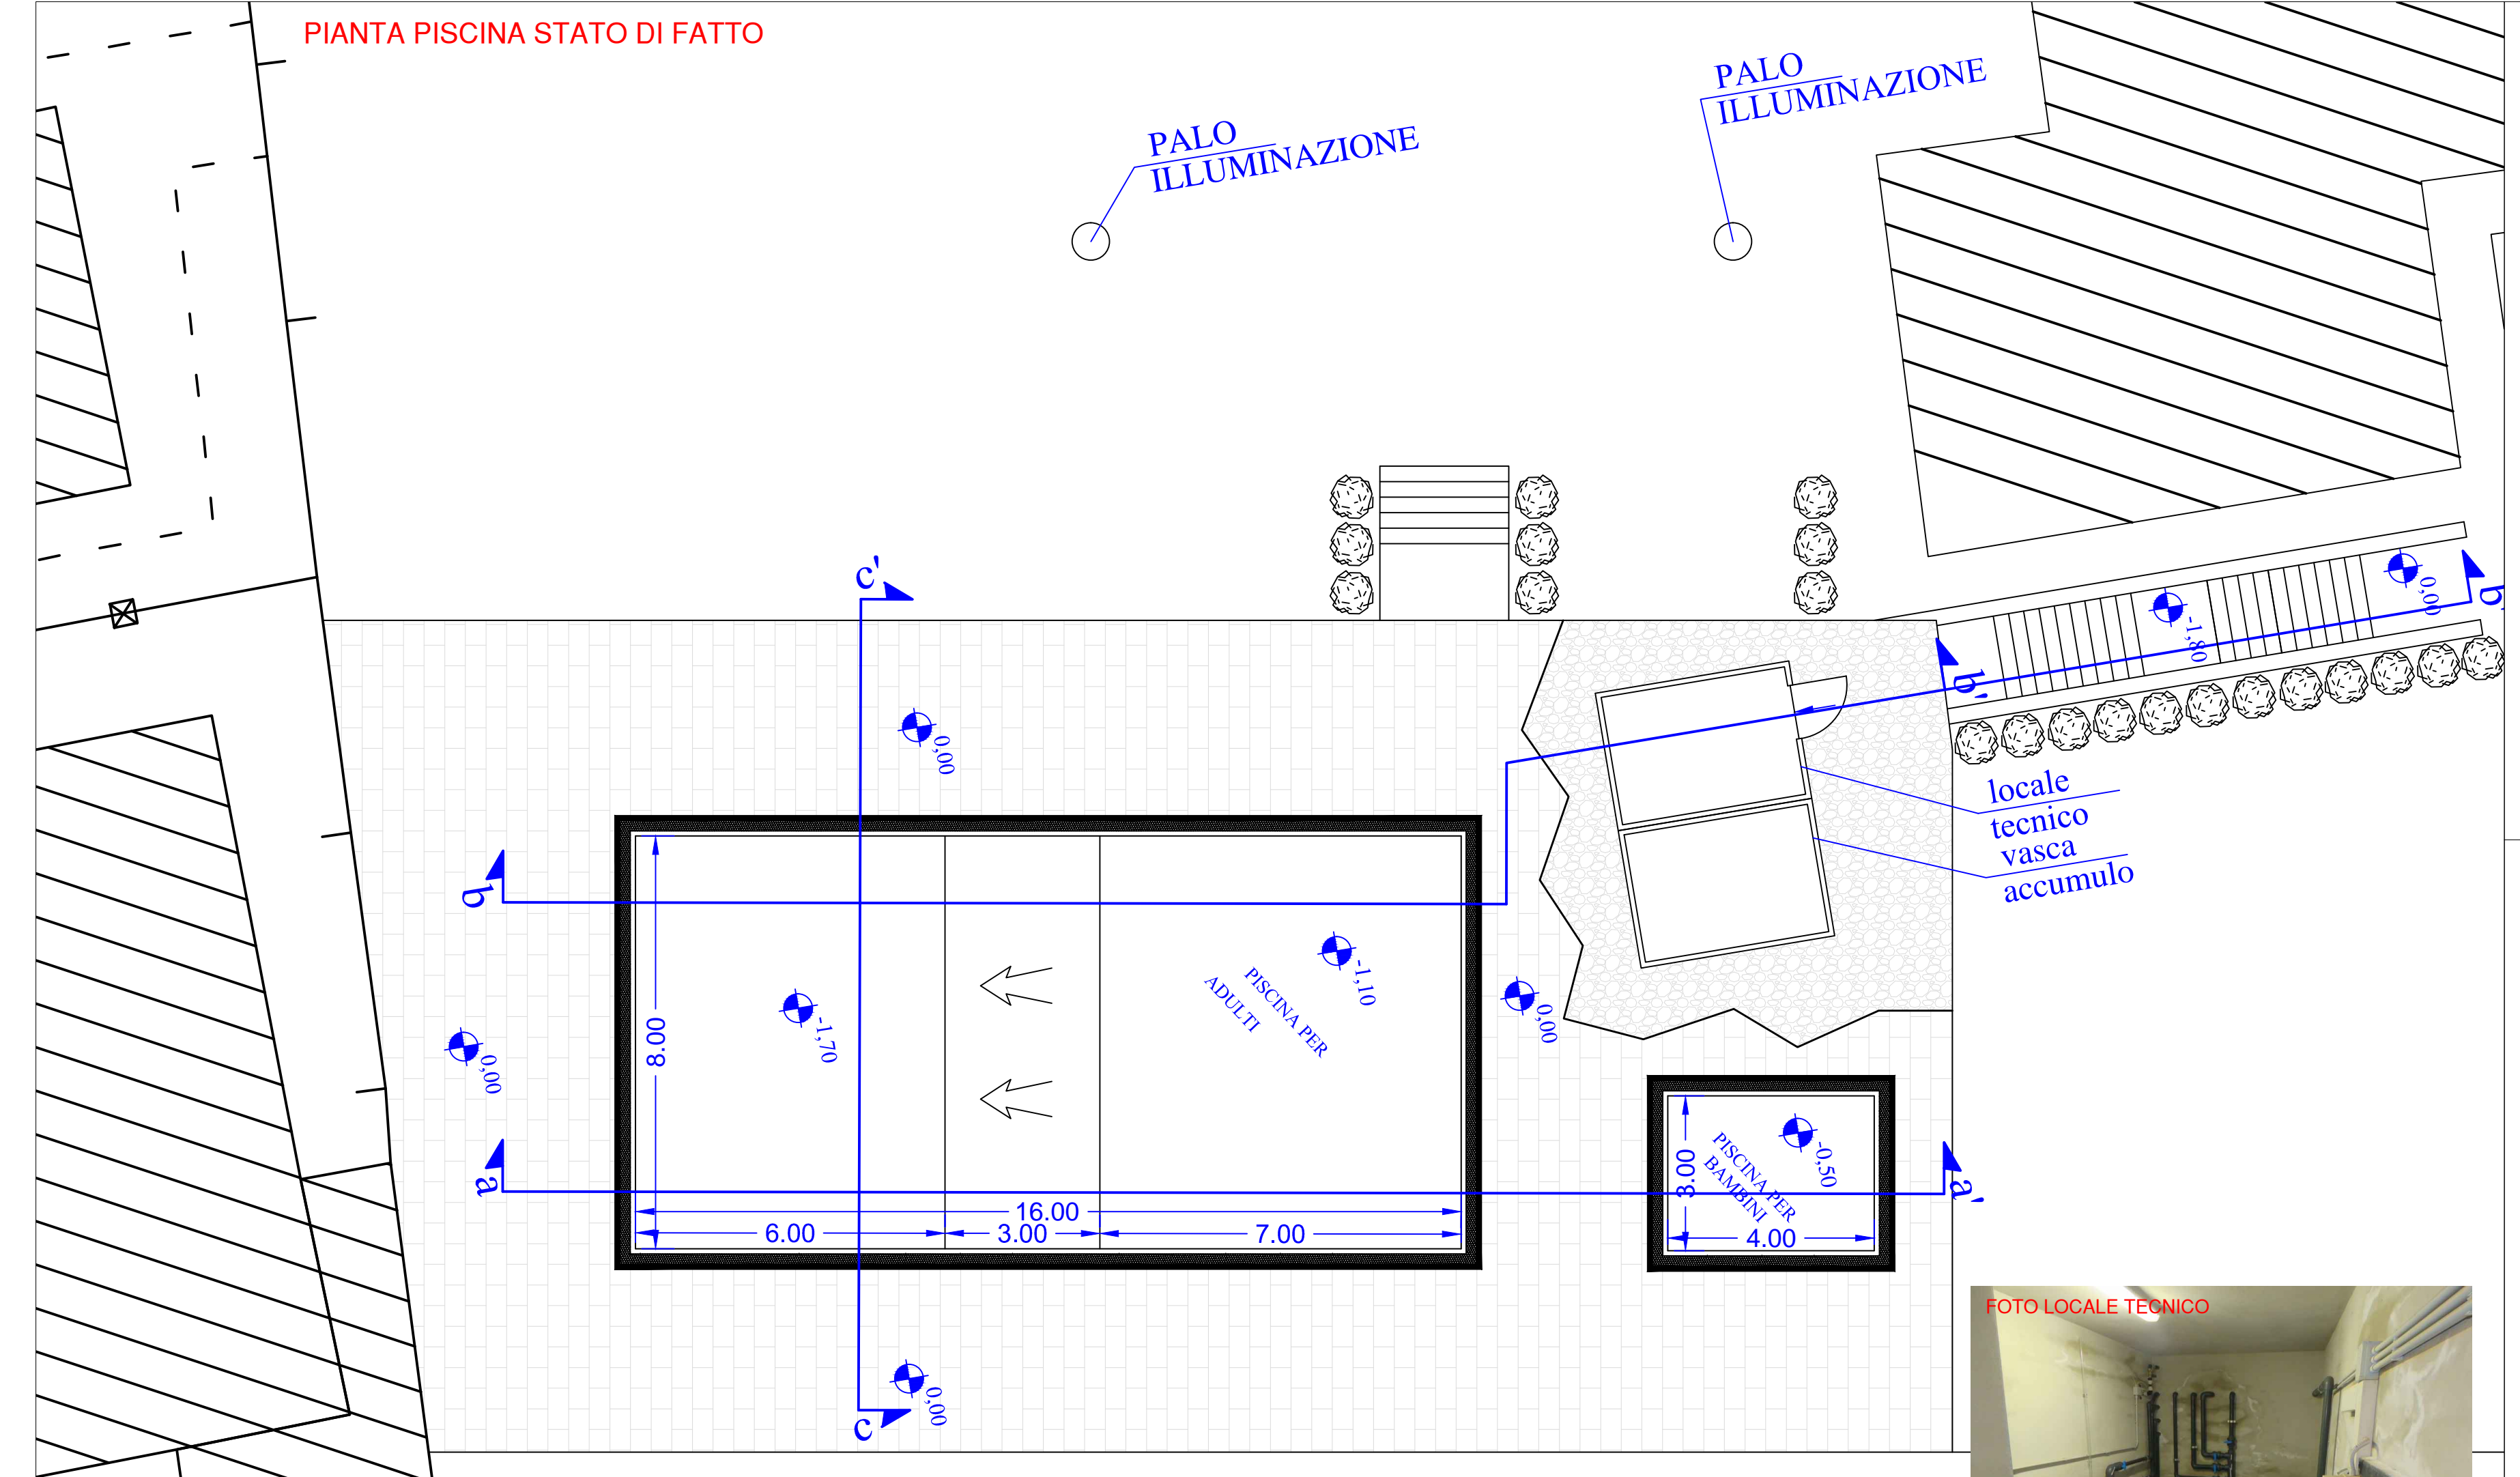 PIANTA PISCINA STATO DI FATTO
PALO
ILLUMINAZIONE
PALO
ILLUMINAZIONE
c'
0,00
-1,80
b'
b'
0,00
locale
tecnico
vasca
accumulo
b
8.00
-1,70
PISCINA PER
ADULTI
-1,10
0,00
0,00
a
16.00
6.00
3.00
7.00
3.00
PISCINA PER
BAMBINI
-0,50
4.00
a'
c
0,00
FOTO LOCALE TECNICO